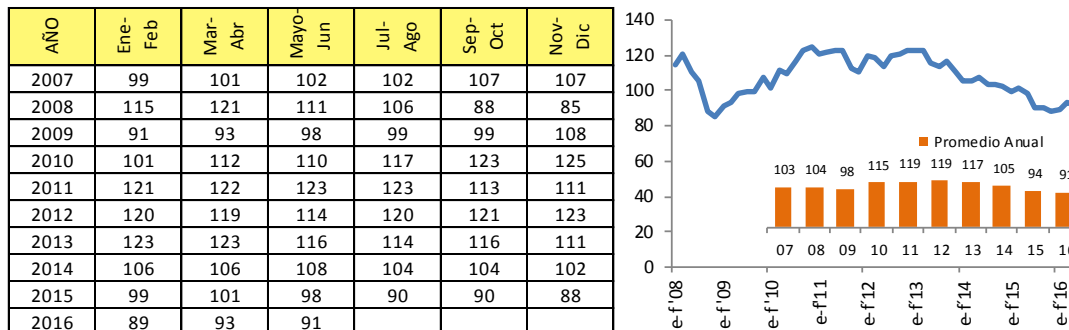 AÑO Ene-Feb Mar-Abr Mayo-Jun Jul-Ago Sep-Oct Nov-Dic
2007 99 101 102 102 107 107
2008 115 121 111 106 88 85
2009 91 93 98 99 99 108
2010 101 112 110 117 123 125
2011 121 122 123 123 113 111
2012 120 119 114 120 121 123
2013 123 123 116 114 116 111
2014 106 106 108 104 104 102
2015 99 101 98 90 90 88
2016 89 93 91
140
120
100
80
60
40
20
0
Promedio Anual
103 104 98 115 119 119 117 105 94 91
07 08 09 10 11 12 13 14 15 16
e-f'08 e-f'09 e-f'10 e-f'11 e-f'12 e-f'13 e-f'14 e-f'15 e-f'16